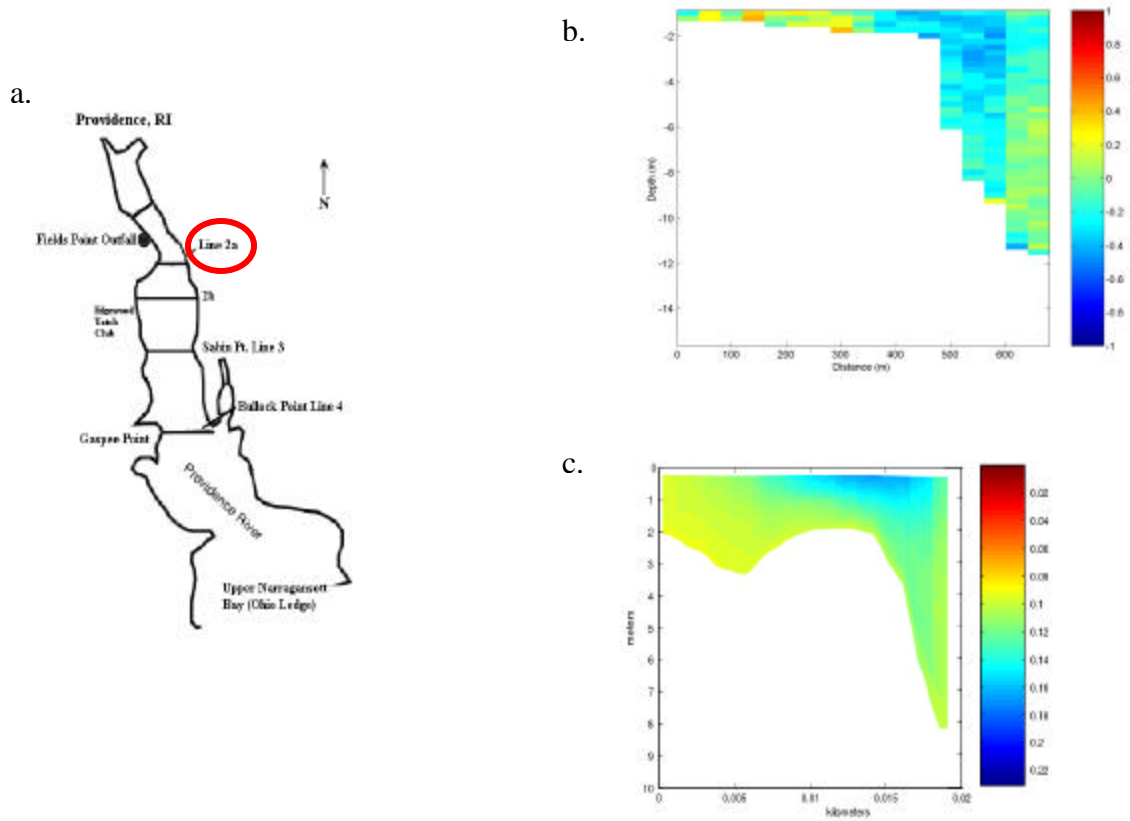 a.
Providence, RI
N
Fields Point Outfall
Line 2a
2b
Edgewood
Yatch
Club
Sabin Pt. Line 3
Bullock Point Line 4
Gaspee Point
Providence River
Upper Narragansett
Bay (Ohio Ledge)
b.
-2
-4
-6
-8
-10
-12
-14
Depth (m)
0 100 200 300 400 500 600
Distance (m)
1
0.8
0.6
0.4
0.2
0
-0.2
-0.4
-0.6
-0.8
-1
c.
0
1
2
3
4
5
6
7
8
9
10
meters
0 0.005 0.01 0.015 0.02
kilometers
0.02
0.04
0.06
0.08
0.1
0.12
0.14
0.16
0.18
0.2
0.22